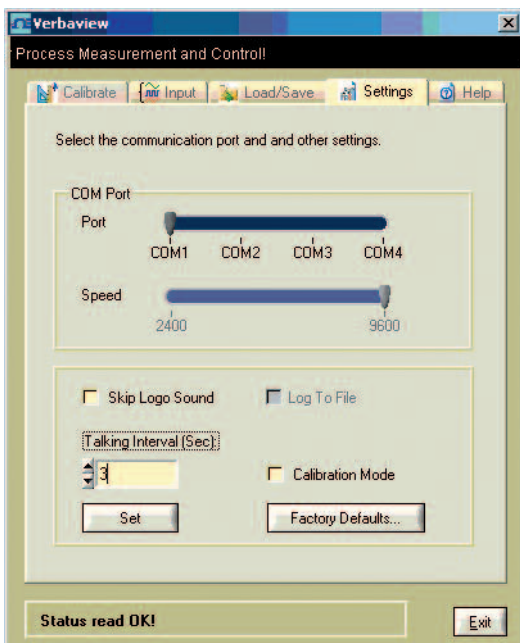 Verbaview
Process Measurement and Control!
Calibrate Input Load/Save Settings Help
Select the communication port and and other settings.
COM Port
Port
COM1 COM2 COM3 COM4
Speed
2400 9600
Skip Logo Sound Log To File
Talking Interval (Sec):
3
Calibration Mode
Set Factory Defaults...
Status read OK! Exit